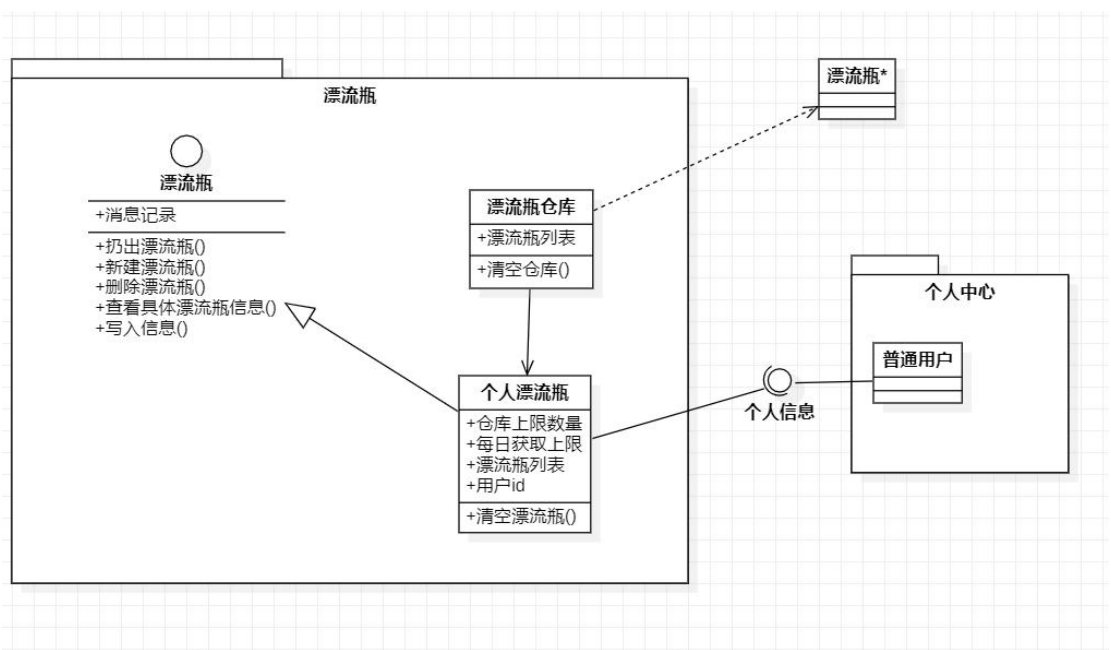 漂流瓶
漂流瓶
+消息记录
+扔出漂流瓶()
+新建漂流瓶()
+删除漂流瓶()
+查看具体漂流瓶信息()
+写入信息()
漂流瓶仓库
+漂流瓶列表
+清空仓库()
个人漂流瓶
+仓库上限数量
+每日获取上限
+漂流瓶列表
+用户id
+清空漂流瓶()
漂流瓶*
个人信息
个人中心
普通用户